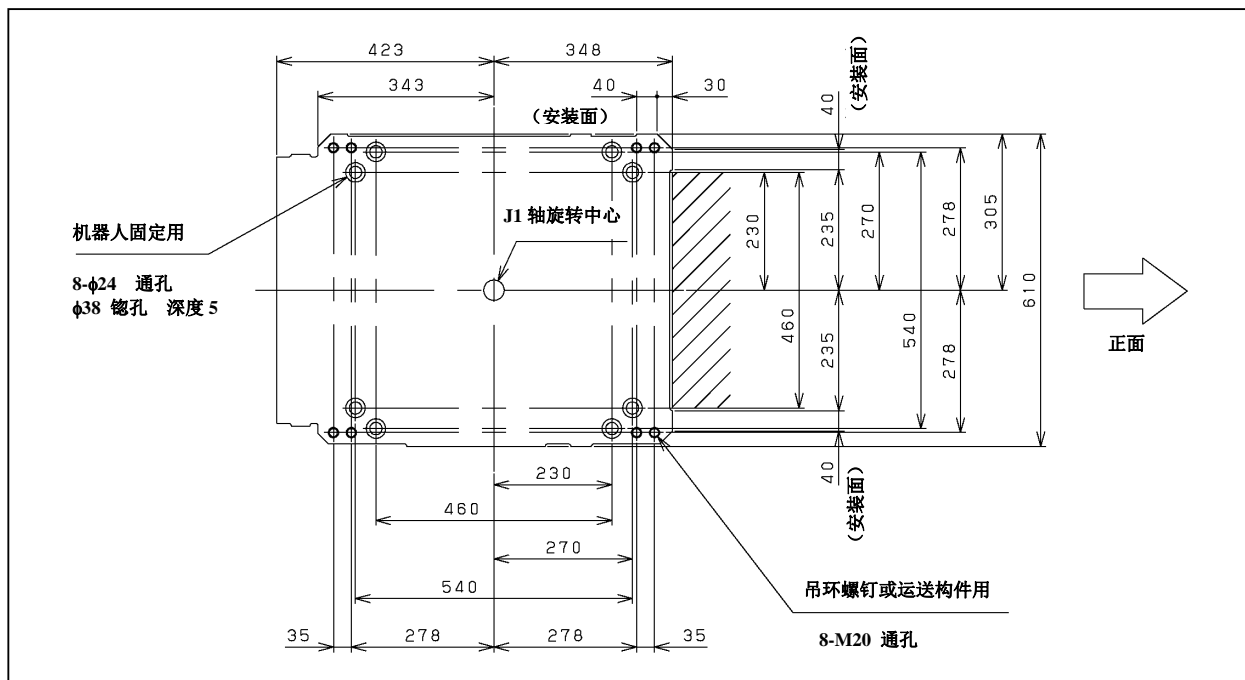 423
348
343
40
30
40
（安装面）
（安装面）
J1 轴旋转中心
机器人固定用
8-ϕ24 通孔
ϕ38 锪孔 深度 5
230
235
270
278
305
460
235
540
278
610
正面
40
（安装面）
230
460
270
540
35
278
278
35
吊环螺钉或运送构件用
8-M20 通孔